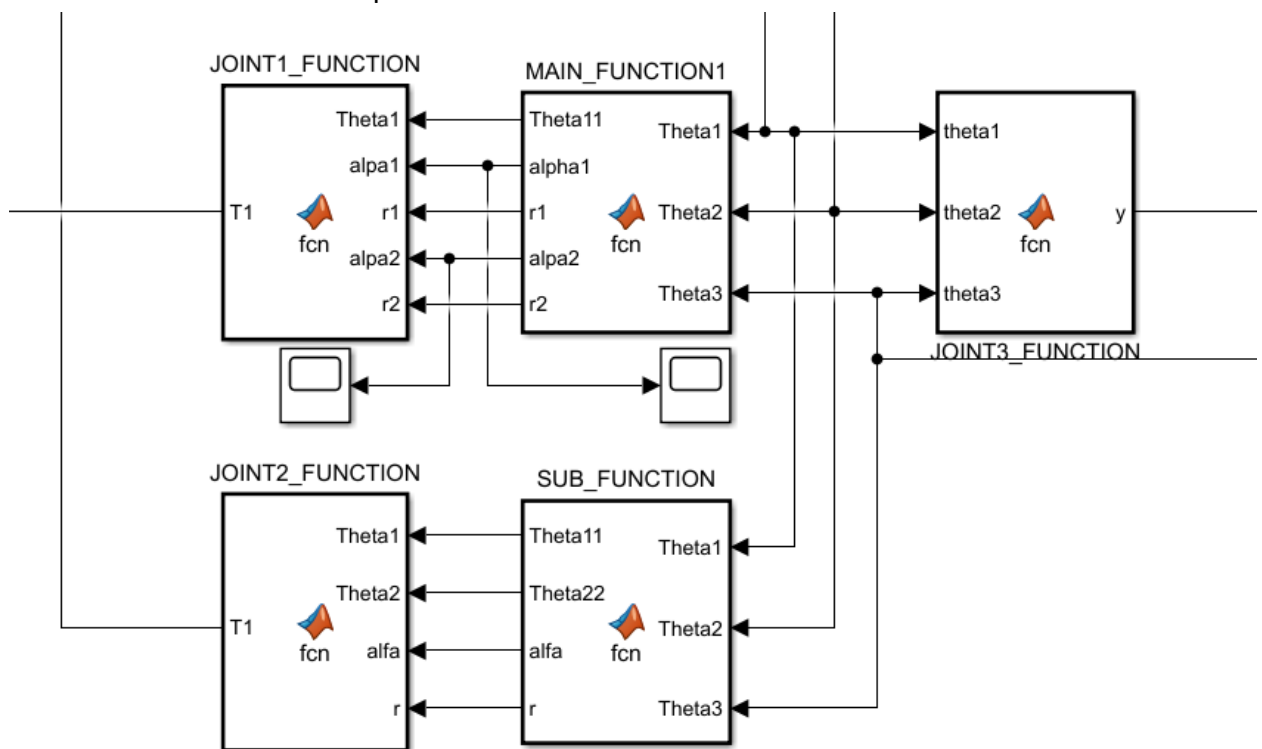 JOINT1_FUNCTION
Theta1
alpa1
r1
alpa2
r2
T1
fcn
MAIN_FUNCTION1
Theta11
alpha1
r1
alpa2
r2
Theta1
Theta2
Theta3
fcn
theta1
theta2
theta3
y
fcn
JOINT3_FUNCTION
JOINT2_FUNCTION
Theta1
Theta2
alfa
r
T1
fcn
SUB_FUNCTION
Theta11
Theta22
alfa
r
Theta1
Theta2
Theta3
fcn